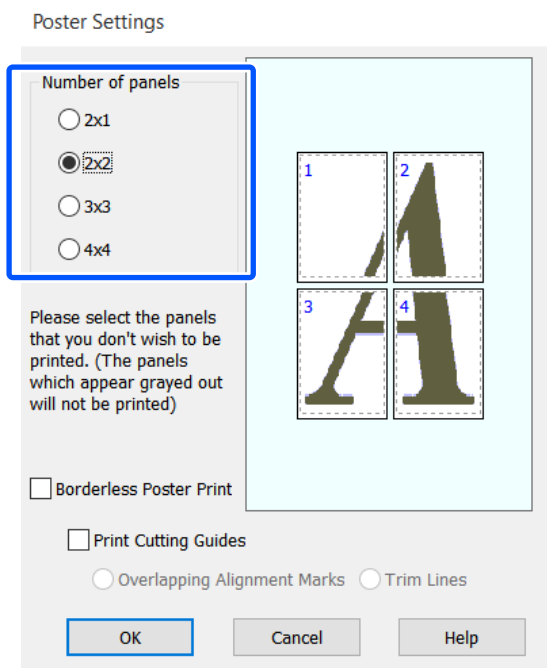 Poster Settings
Number of panels
2x1
2x2
3x3
4x4
1
2
3
4
Please select the panels
that you don't wish to be
printed. (The panels
which appear grayed out
will not be printed)
Borderless Poster Print
Print Cutting Guides
Overlapping Alignment Marks
Trim Lines
OK
Cancel
Help